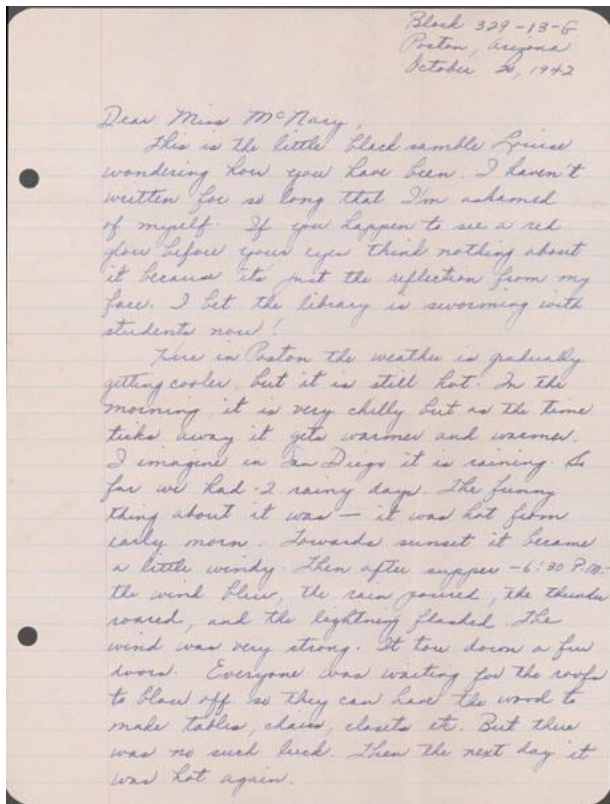 Block 329-13-G
Poston, Arizona
October 20, 1942
Dear Miss McNary,
This is the little black samble Louise
wondering how you have been. I haven't
written for so long that I'm ashamed
of myself. If you happen to see a red
glow before your eyes think nothing about
it because its just the reflection from my
face. I bet the library is sworming with
students now!
Here in Poston the weather is gradually
getting cooler, but it is still hot. In the
morning, it is very chilly but as the time
ticks away it gets warmer and warmer.
I imagine in San Diego it is raining. So
far we had 2 rainy days. The funny
thing about it was — it was hot from
early morn. Towards sunset it became
a little windy. Then after supper -6:30 P.M.-
the wind blew, the rain poured, the thunder
roared, and the lightning flashed. The
wind was very strong. It tore down a few
doors. Everyone was waiting for the roofs
to blow off so they can have the wood to
make tables, chairs, closets etc. But there
was no such luck. Then the next day it
was hot again.